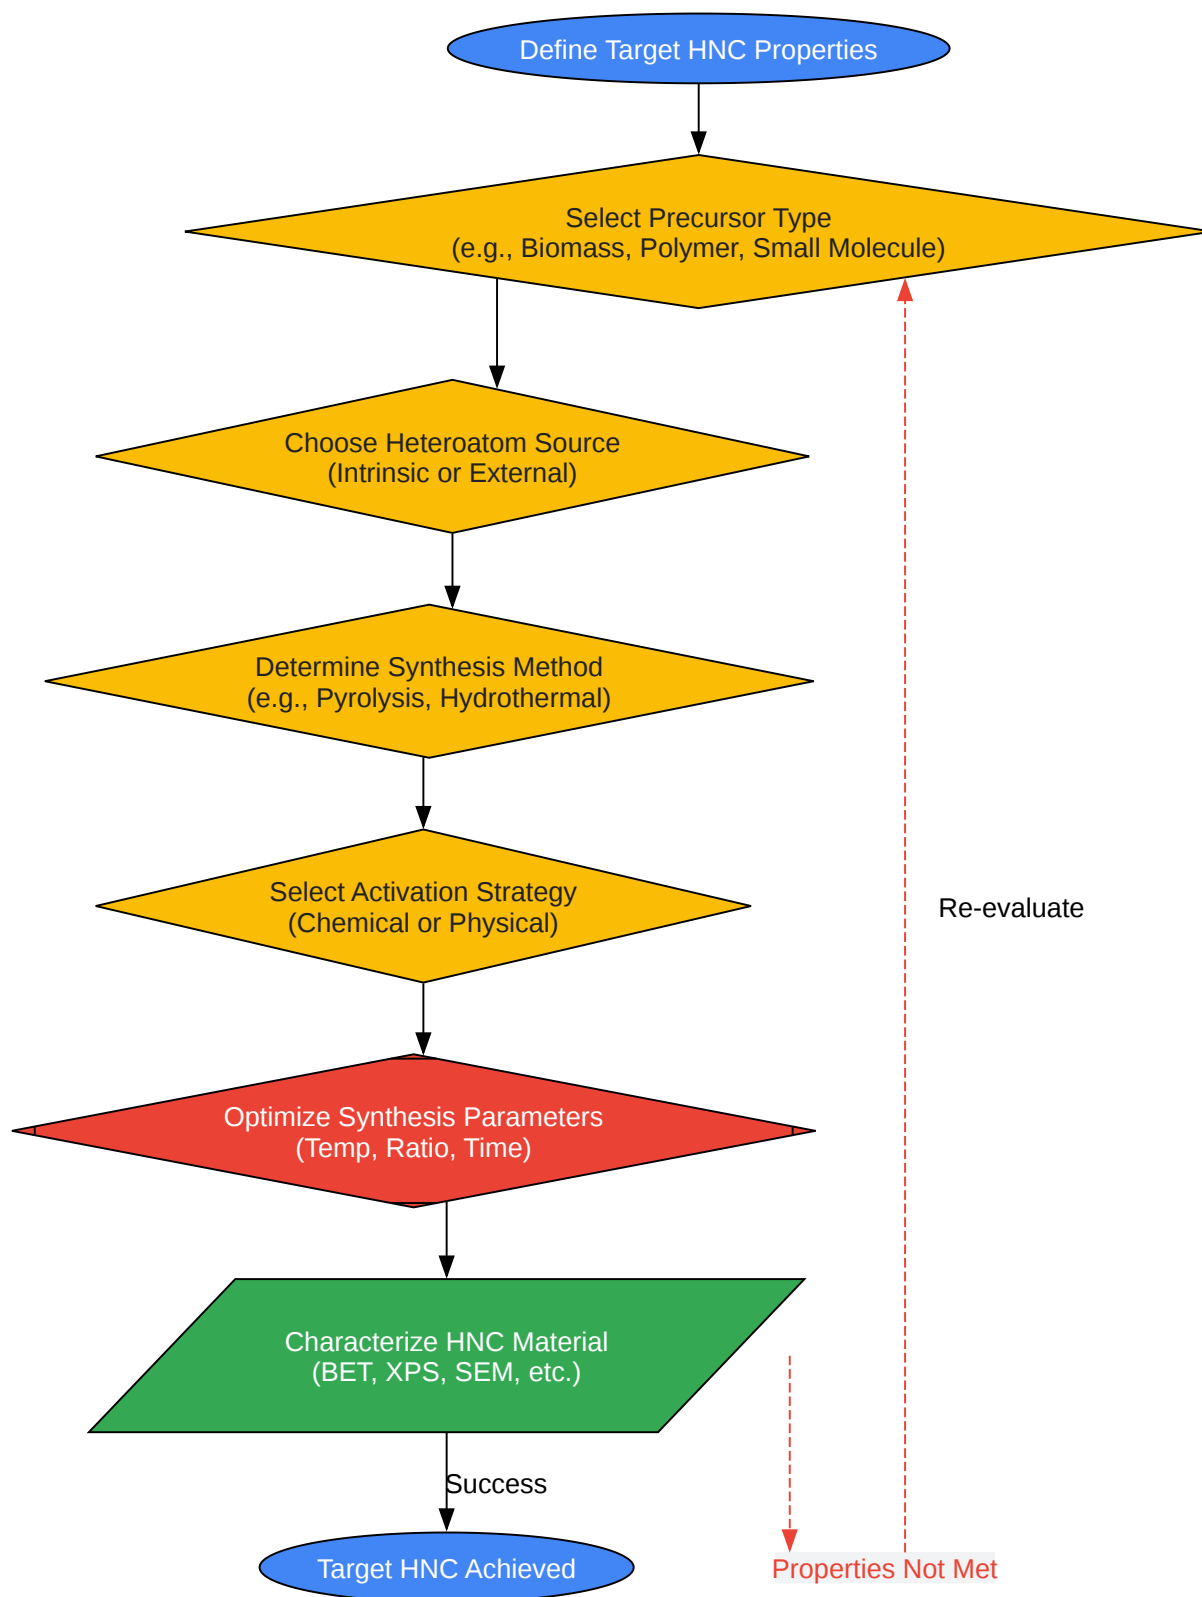 Define Target HNC Properties
Select Precursor Type
(e.g., Biomass, Polymer, Small Molecule)
Choose Heteroatom Source
(Intrinsic or External)
Determine Synthesis Method
(e.g., Pyrolysis, Hydrothermal)
Select Activation Strategy
(Chemical or Physical)
Re-evaluate
Optimize Synthesis Parameters
(Temp, Ratio, Time)
Characterize HNC Material
(BET, XPS, SEM, etc.)
Success
Target HNC Achieved
Properties Not Met